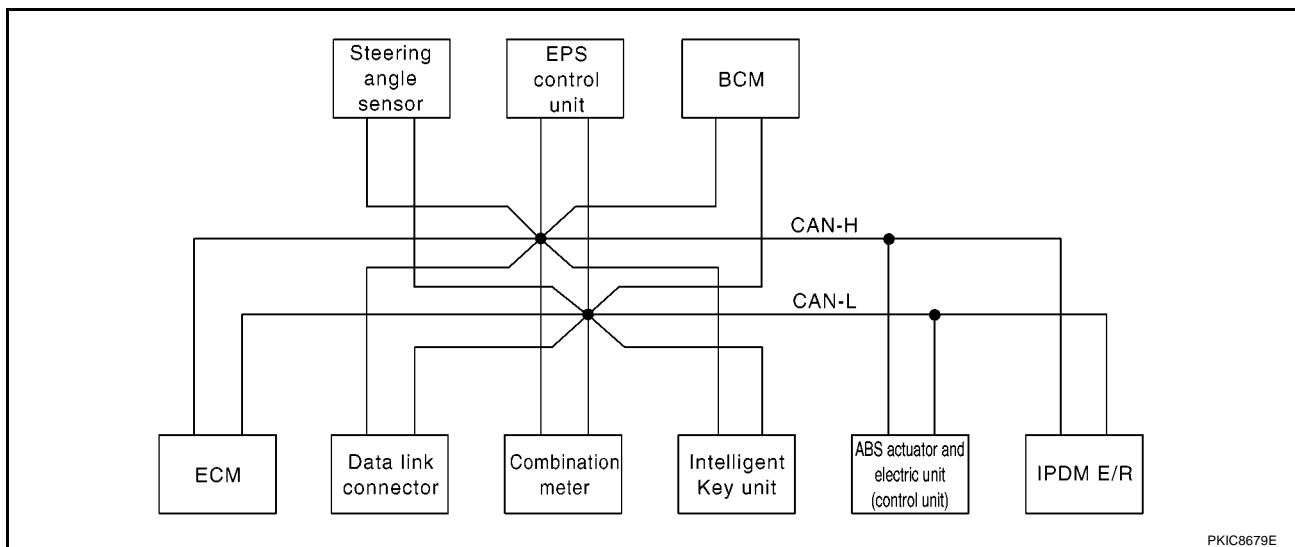 Steering
angle
sensor
EPS
control
unit
BCM
CAN-H
CAN-L
ECM
Data link
connector
Combination
meter
Intelligent
Key unit
ABS actuator and
electric unit
(control unit)
IPDM E/R
PKIC8679E